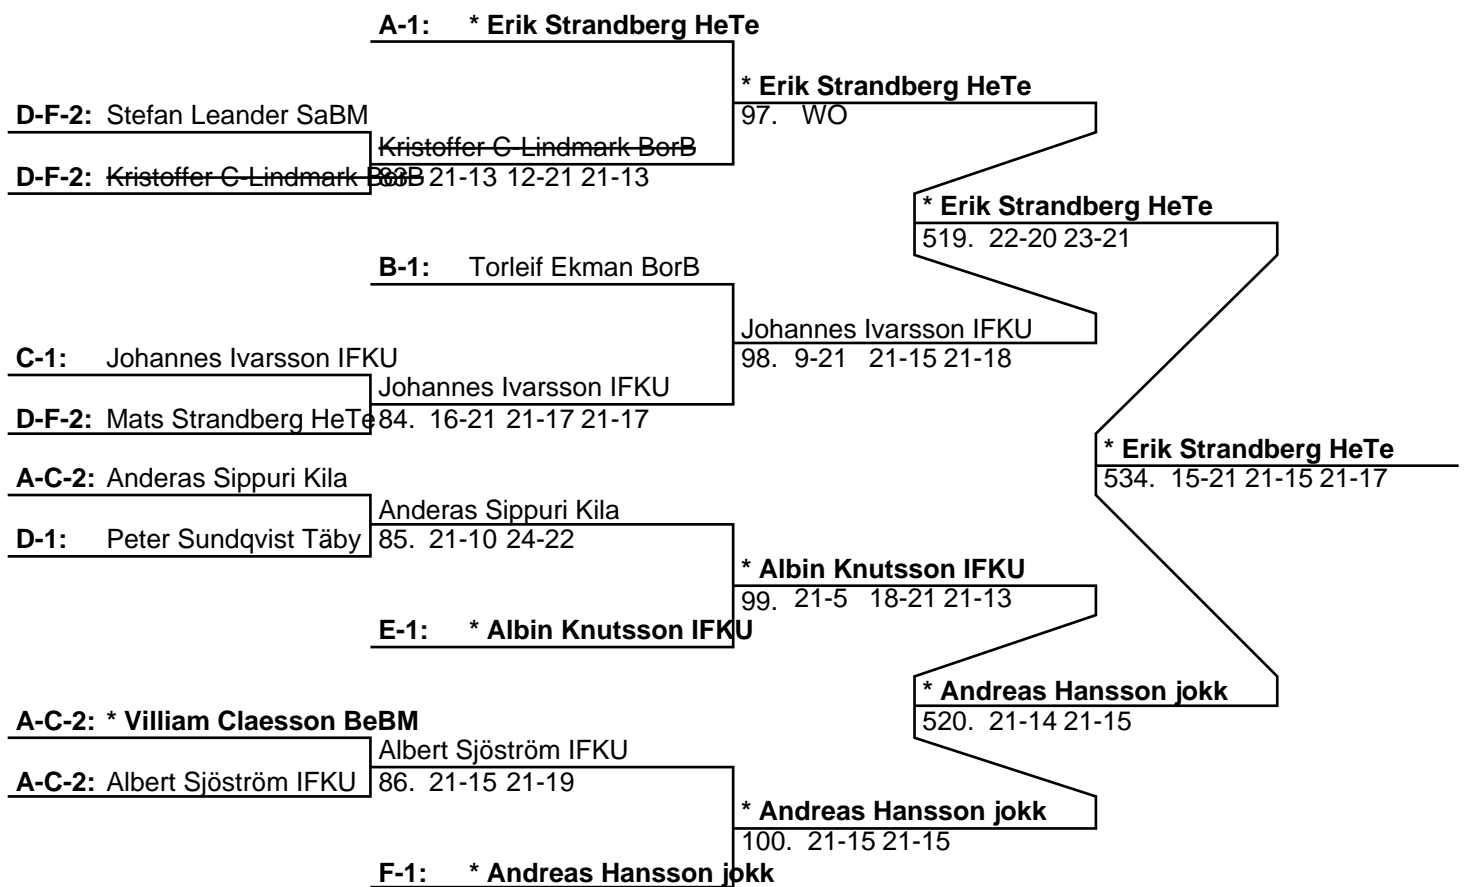 A-1: * Erik Strandberg HeTe
* Erik Strandberg HeTe
97. WO
D-F-2: Stefan Leander SaBM
Kristoffer C-Lindmark BorB
83. 21-13 12-21 21-13
D-F-2: Kristoffer C-Lindmark BorB
* Erik Strandberg HeTe
519. 22-20 23-21
B-1: Torleif Ekman BorB
Johannes Ivarsson IFKU
98. 9-21 21-15 21-18
C-1: Johannes Ivarsson IFKU
Johannes Ivarsson IFKU
84. 16-21 21-17 21-17
D-F-2: Mats Strandberg HeTe
* Erik Strandberg HeTe
534. 15-21 21-15 21-17
A-C-2: Anderas Sippuri Kila
Anderas Sippuri Kila
85. 21-10 24-22
D-1: Peter Sundqvist Täby
* Albin Knutsson IFKU
99. 21-5 18-21 21-13
E-1: * Albin Knutsson IFKU
* Andreas Hansson jokk
520. 21-14 21-15
A-C-2: * Villiam Claesson BeBM
Albert Sjöström IFKU
86. 21-15 21-19
A-C-2: Albert Sjöström IFKU
* Andreas Hansson jokk
100. 21-15 21-15
F-1: * Andreas Hansson jokk